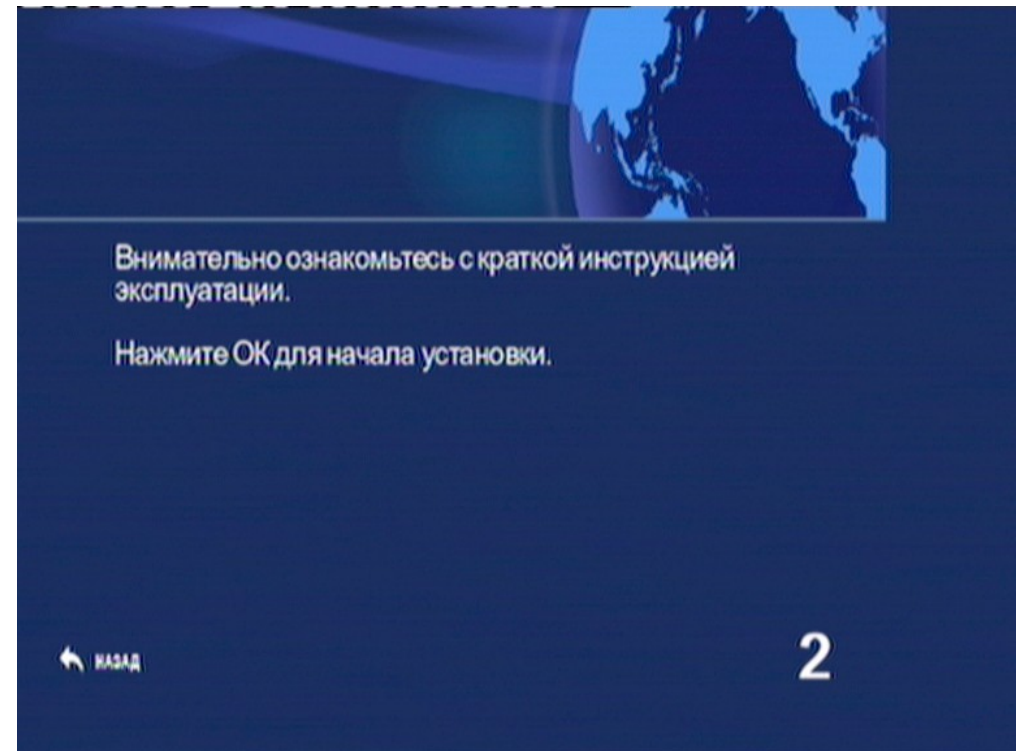 Внимательно ознакомьтесь с краткой инструкцией
эксплуатации.
Нажмите ОК для начала установки.
НАЗАД
2